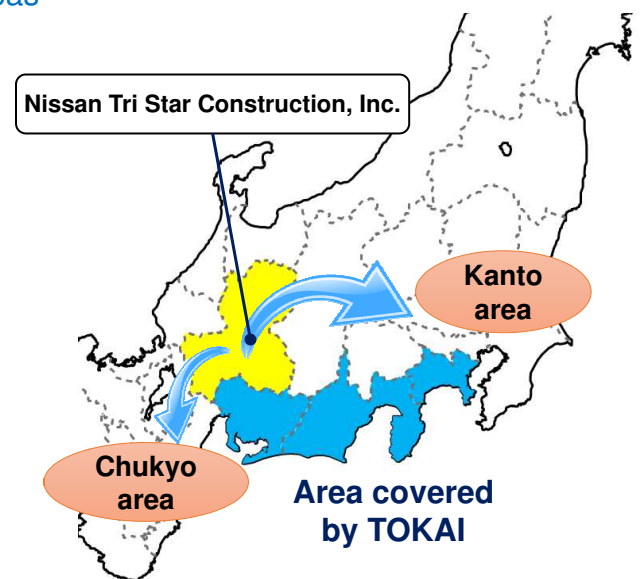 Nissan Tri Star Construction, Inc.
Kanto
area
Chukyo
area
Area covered
by TOKAI